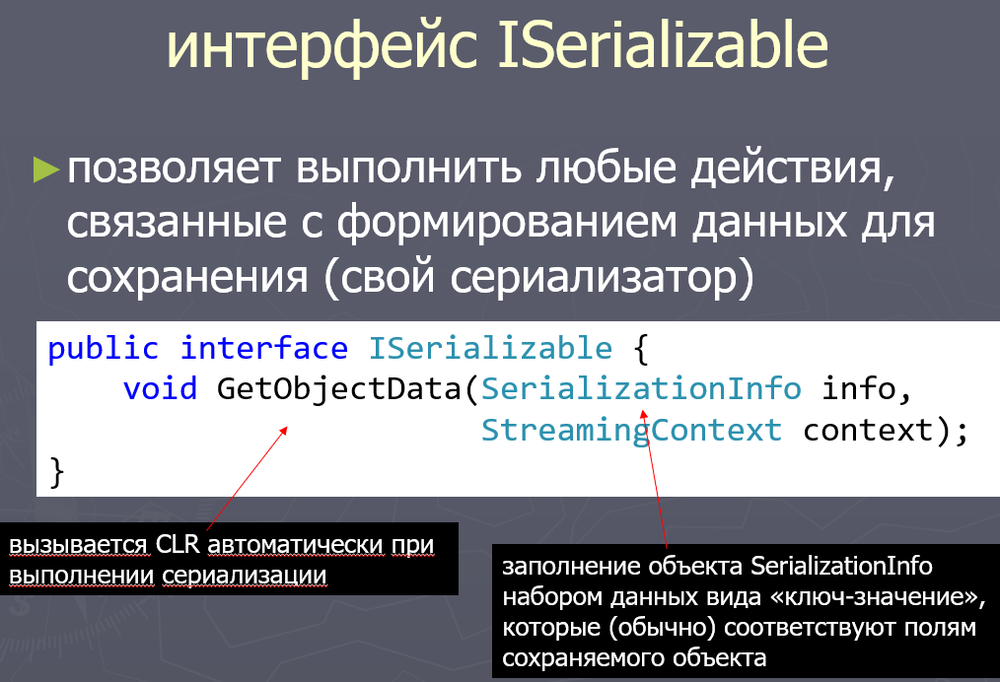 интерфейс ISerializable
позволяет выполнить любые действия,
связанные с формированием данных для
сохранения (свой сериализатор)
public interface ISerializable {
void GetObjectData(SerializationInfo info,
StreamingContext context);
}
вызывается CLR автоматически при
выполнении сериализации
заполнение объекта SerializationInfo
набором данных вида «ключ-значение»,
которые (обычно) соответствуют полям
сохраняемого объекта